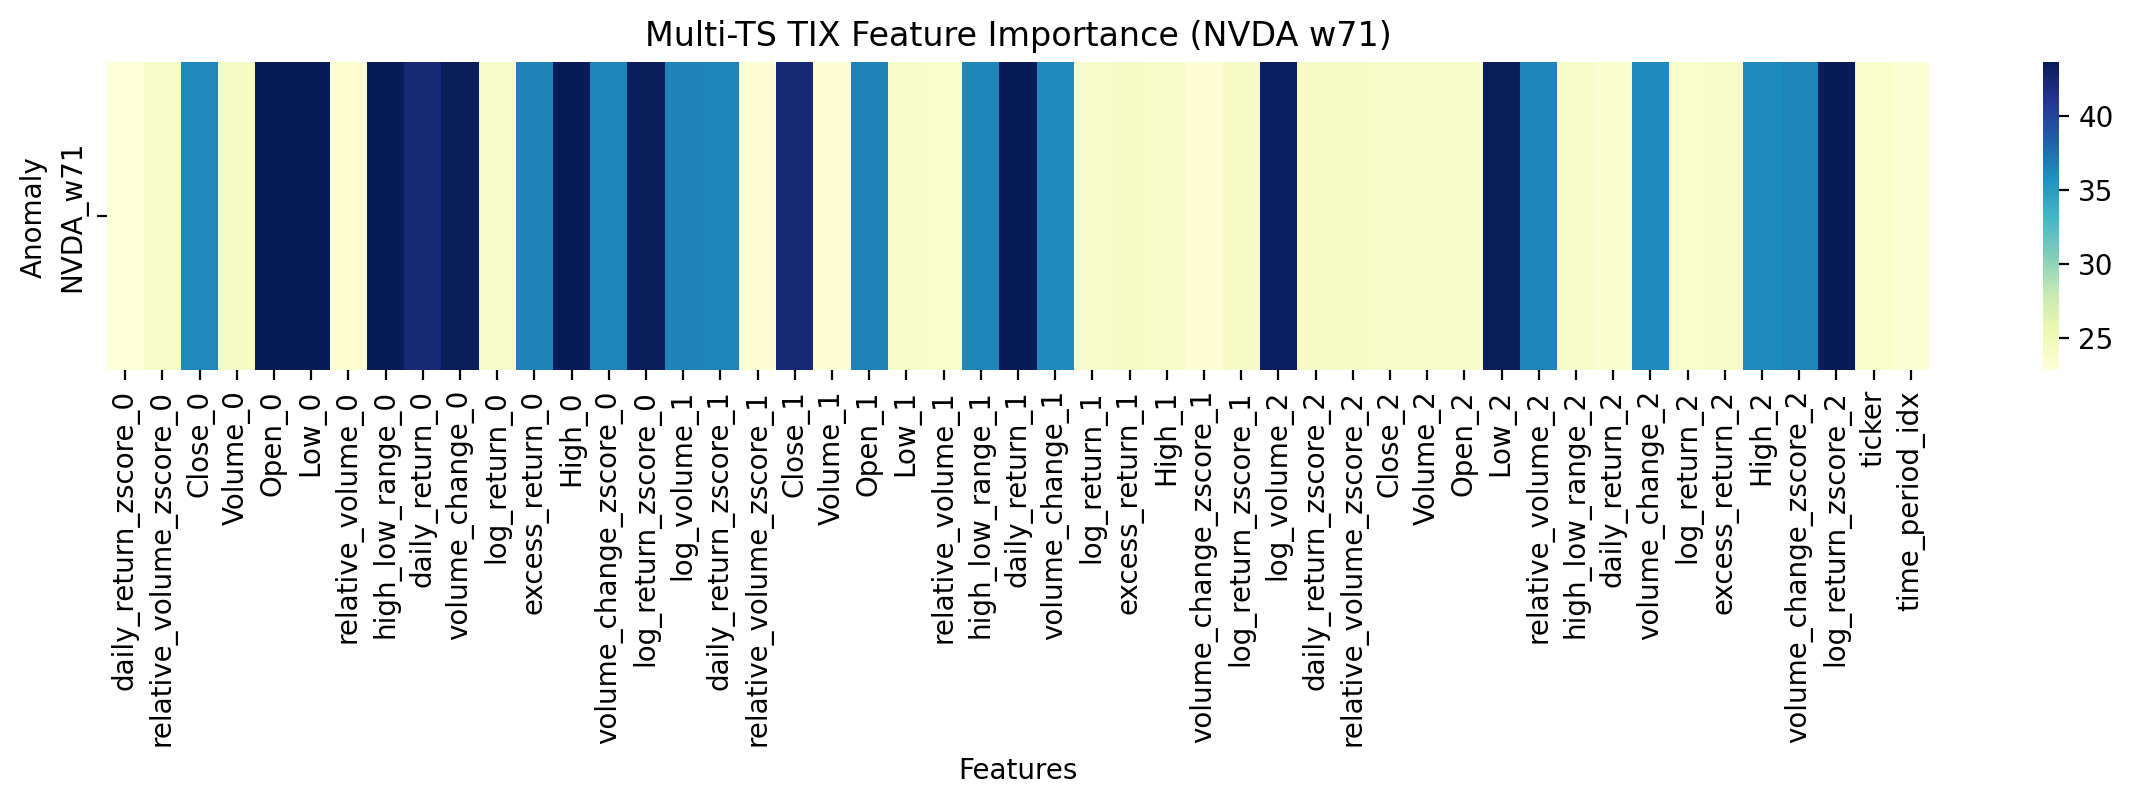 Multi-TS TIX Feature Importance (NVDA w71)
Anomaly
NVDA_w71
40
35
30
25
daily_return_zscore_0
relative_volume_zscore_0
Close_0
Volume_0
Open_0
Low_0
relative_volume_0
high_low_range_0
daily_return_0
volume_change_0
log_return_0
excess_return_0
High_0
volume_change_zscore_0
log_return_zscore_0
log_volume_1
daily_return_zscore_1
relative_volume_zscore_1
Close_1
Volume_1
Open_1
Low_1
relative_volume_1
high_low_range_1
daily_return_1
volume_change_1
log_return_1
excess_return_1
High_1
volume_change_zscore_1
log_return_zscore_1
log_volume_2
daily_return_zscore_2
relative_volume_zscore_2
Close_2
Volume_2
Open_2
Low_2
relative_volume_2
high_low_range_2
daily_return_2
volume_change_2
log_return_2
excess_return_2
High_2
volume_change_zscore_2
log_return_zscore_2
ticker
time_period_idx
Features